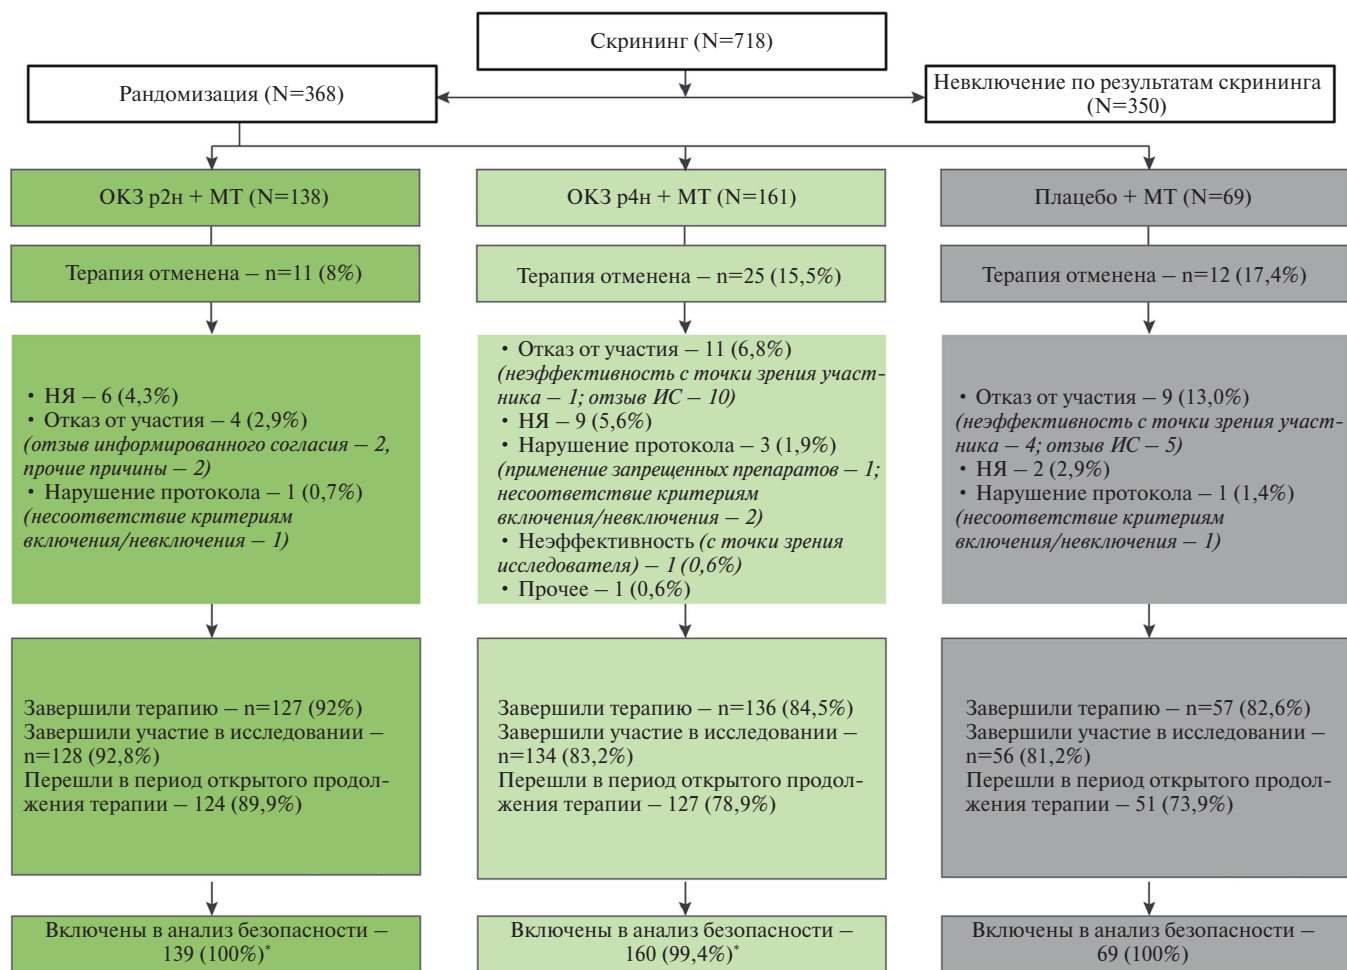 Скрининг (N=718)
Рандомизация (N=368)
Невключение по результатам скрининга
(N=350)
ОКЗ р2н + МТ (N=138)
Терапия отменена – n=11 (8%)
• НЯ – 6 (4,3%)
• Отказ от участия – 4 (2,9%)
(отзыв информированного согласия – 2,
прочие причины – 2)
• Нарушение протокола – 1 (0,7%)
(несоответствие критериям
включения/невключения – 1)
Завершили терапию – n=127 (92%)
Завершили участие в исследовании –
n=128 (92,8%)
Перешли в период открытого продол-
жения терапии – 124 (89,9%)
Включены в анализ безопасности –
139 (100%)*
ОКЗ р4н + МТ (N=161)
Терапия отменена – n=25 (15,5%)
• Отказ от участия – 11 (6,8%)
(неэффективность с точки зрения участ-
ника – 1; отзыв ИС – 10)
• НЯ – 9 (5,6%)
• Нарушение протокола – 3 (1,9%)
(применение запрещенных препаратов – 1;
несоответствие критериям
включения/невключения – 2)
• Неэффективность (с точки зрения
исследователя) – 1 (0,6%)
• Прочее – 1 (0,6%)
Завершили терапию – n=136 (84,5%)
Завершили участие в исследовании –
n=134 (83,2%)
Перешли в период открытого продол-
жения терапии – 127 (78,9%)
Включены в анализ безопасности –
160 (99,4%)*
Плацебо + МТ (N=69)
Терапия отменена – n=12 (17,4%)
• Отказ от участия – 9 (13,0%)
(неэффективность с точки зрения участ-
ника – 4; отзыв ИС – 5)
• НЯ – 2 (2,9%)
• Нарушение протокола – 1 (1,4%)
(несоответствие критериям
включения/невключения – 1)
Завершили терапию – n=57 (82,6%)
Завершили участие в исследовании –
n=56 (81,2%)
Перешли в период открытого продол-
жения терапии – 51 (73,9%)
Включены в анализ безопасности –
69 (100%)